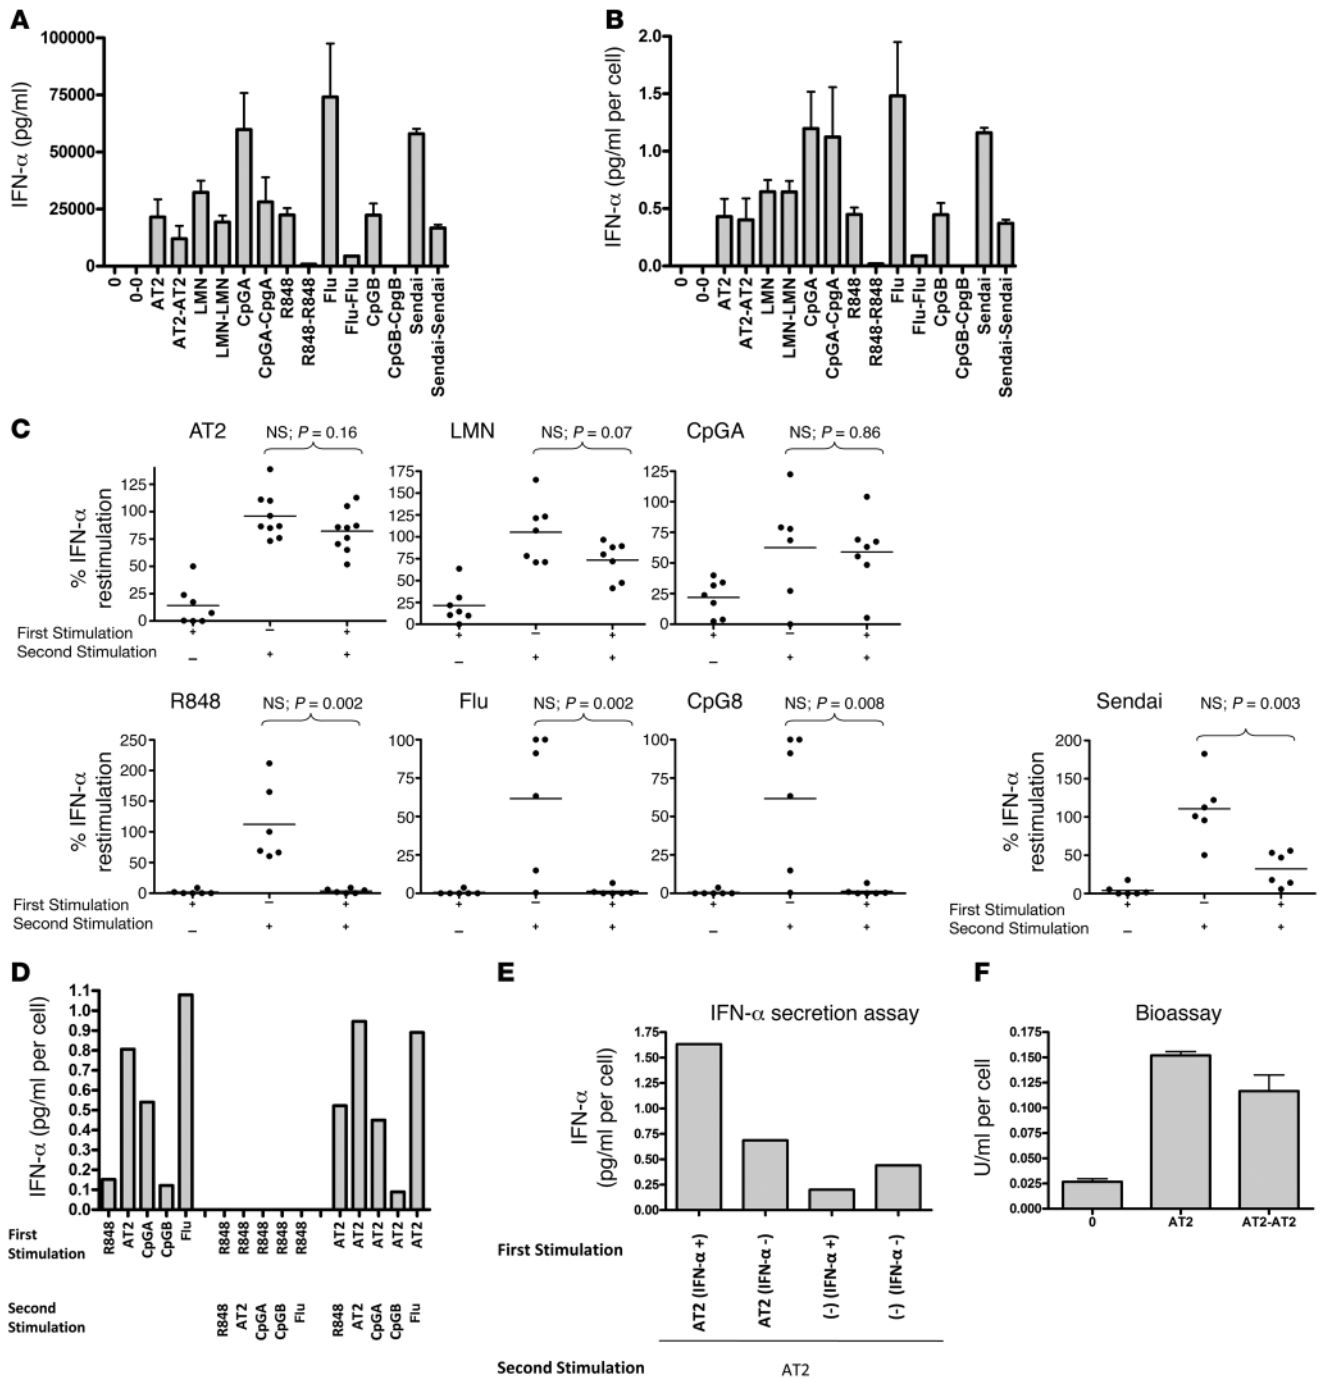 A
IFN-α (pg/ml)
100000
75000
50000
25000
0
0
0-0
AT2
AT2-AT2
LMN
LMN-LMN
CpGA
CpGA-CpgA
R848
R848-R848
Flu
Flu-Flu
CpGB
CpGB-CpgB
Sendai
Sendai-Sendai
B
IFN-α (pg/ml per cell)
2.0
1.5
1.0
0.5
0.0
0
0-0
AT2
AT2-AT2
LMN
LMN-LMN
CpGA
CpGA-CpgA
R848
R848-R848
Flu
Flu-Flu
CpGB
CpGB-CpgB
Sendai
Sendai-Sendai
C
AT2
NS; P = 0.16
% IFN-α
restimulation
125
100
75
50
25
0
LMN
NS; P = 0.07
175
150
125
100
75
50
25
0
CpGA
NS; P = 0.86
125
100
75
50
25
0
First Stimulation + – + + – + + – +
Second Stimulation – + + – + + – + +
R848
NS; P = 0.002
% IFN-α
restimulation
250
200
150
100
50
0
Flu
NS; P = 0.002
100
75
50
25
0
CpG8
NS; P = 0.008
100
75
50
25
0
First Stimulation + – + + – + + – +
Second Stimulation – + + – + + – + +
Sendai
NS; P = 0.003
% IFN-α
restimulation
200
150
100
50
0
First Stimulation + – +
Second Stimulation – + +
D
IFN-α (pg/ml per cell)
1.1
1.0
0.9
0.8
0.7
0.6
0.5
0.4
0.3
0.2
0.1
0.0
First
Stimulation
R848 AT2 CpGA CpGB Flu R848 R848 R848 R848 R848 AT2 AT2 AT2 AT2 AT2
Second
Stimulation
R848 AT2 CpGA CpGB Flu R848 AT2 CpGA CpGB Flu
E
IFN-α secretion assay
IFN-α
(pg/ml per cell)
1.75
1.50
1.25
1.00
0.75
0.50
0.25
0.00
First Stimulation
AT2 (IFN-α +)
AT2 (IFN-α -)
(-) (IFN-α +)
(-) (IFN-α -)
Second Stimulation AT2
F
Bioassay
U/ml per cell
0.175
0.150
0.125
0.100
0.075
0.050
0.025
0.000
0 AT2 AT2-AT2